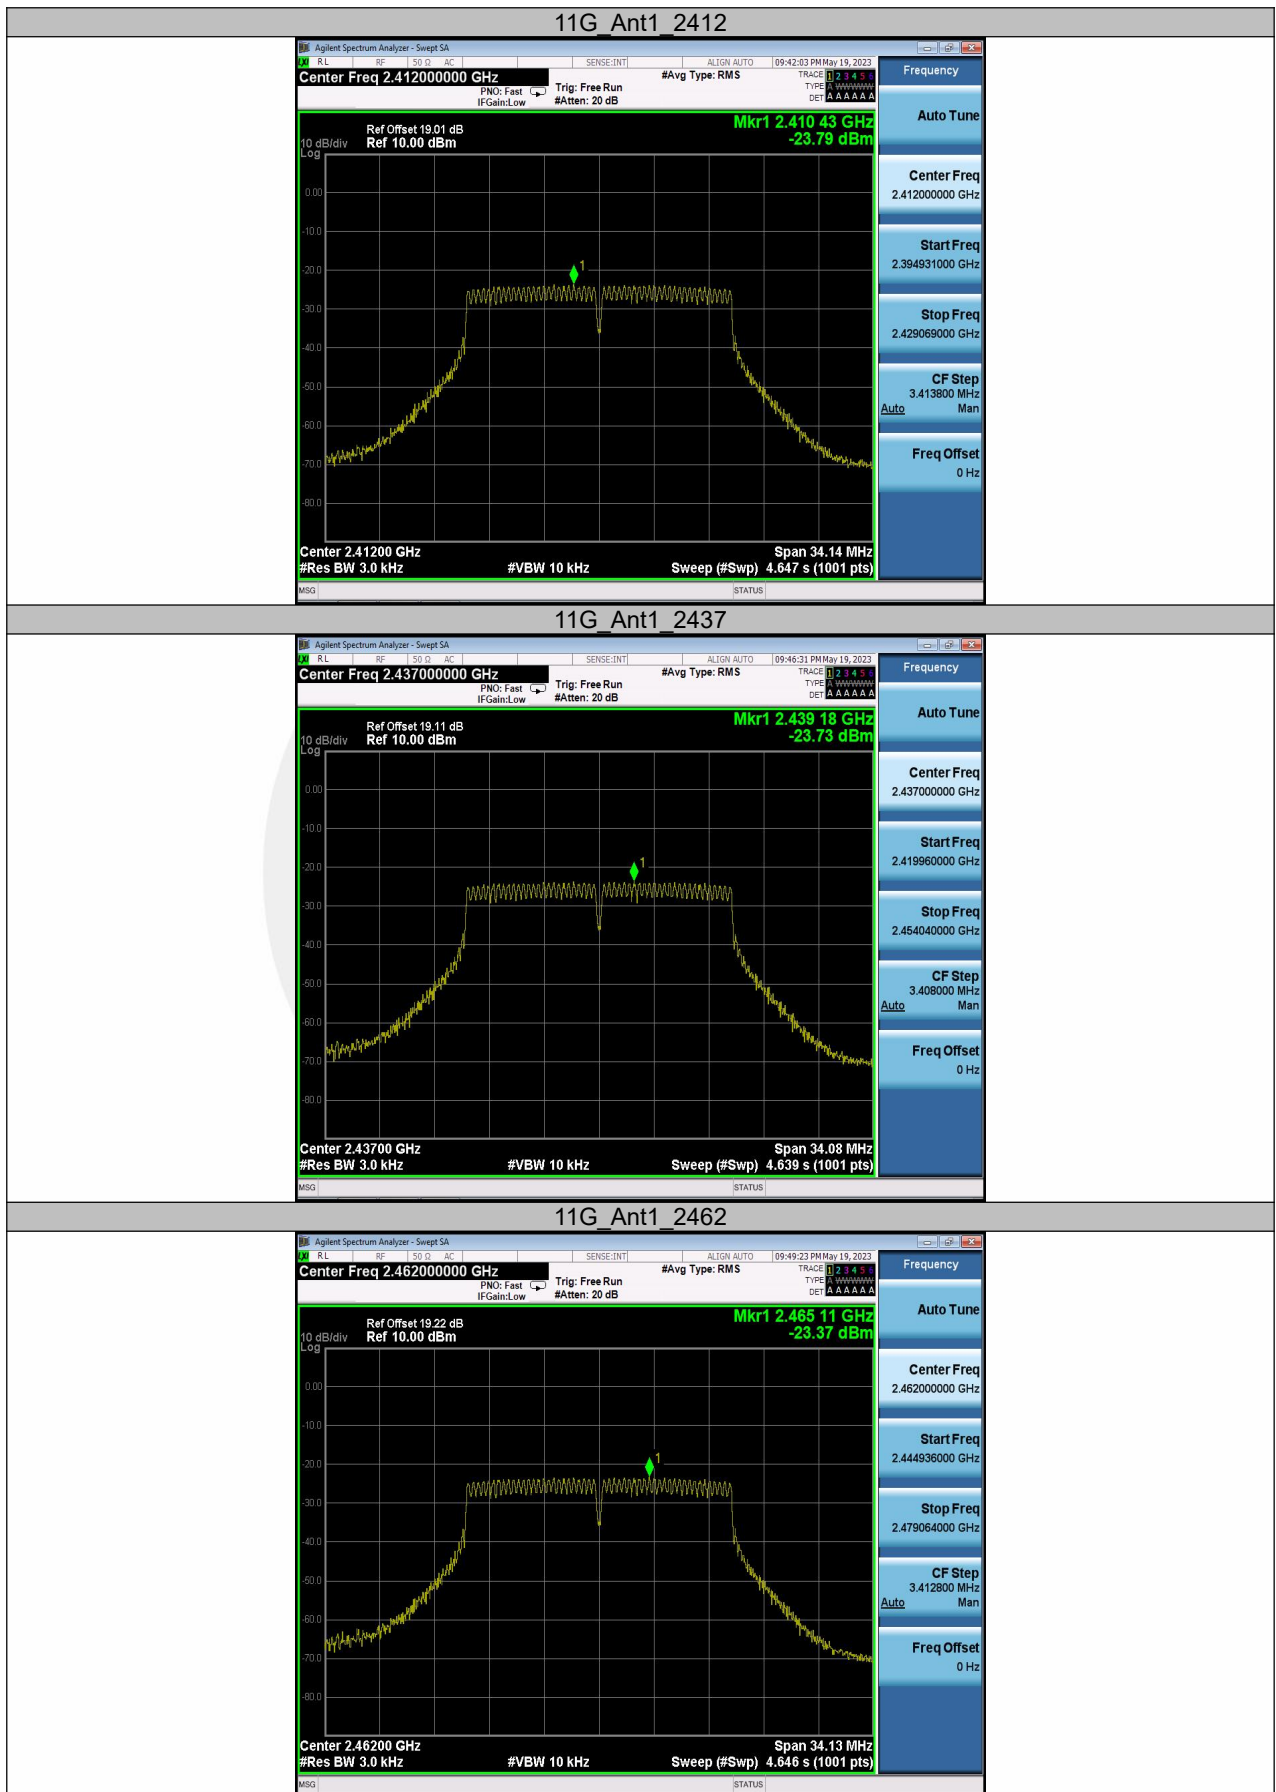 11G_Ant1_2412
Agilent Spectrum Analyzer - Swept SA
LXI RL RF 50 Ω AC SENSE:INT ALIGN AUTO 09:42:03 PM May 19, 2023
Center Freq 2.412000000 GHz
PNO: Fast
IFGain:Low
Trig: Free Run
#Atten: 20 dB
#Avg Type: RMS
TRACE 1 2 3 4 5 6
TYPE A WWWWW
DET A A A A A A
Mkr1 2.410 43 GHz
-23.79 dBm
Ref Offset 19.01 dB
10 dB/div Ref 10.00 dBm
Log
0.00
-10.0
-20.0
-30.0
-40.0
-50.0
-60.0
-70.0
-80.0
1
Center 2.41200 GHz Span 34.14 MHz
#Res BW 3.0 kHz #VBW 10 kHz Sweep (#Swp) 4.647 s (1001 pts)
MSG STATUS
Frequency
Auto Tune
Center Freq
2.412000000 GHz
Start Freq
2.394931000 GHz
Stop Freq
2.429069000 GHz
CF Step
3.413800 MHz
Auto Man
Freq Offset
0 Hz
11G_Ant1_2437
Agilent Spectrum Analyzer - Swept SA
LXI RL RF 50 Ω AC SENSE:INT ALIGN AUTO 09:46:31 PM May 19, 2023
Center Freq 2.437000000 GHz
PNO: Fast
IFGain:Low
Trig: Free Run
#Atten: 20 dB
#Avg Type: RMS
TRACE 1 2 3 4 5 6
TYPE A WWWWW
DET A A A A A A
Mkr1 2.439 18 GHz
-23.73 dBm
Ref Offset 19.11 dB
10 dB/div Ref 10.00 dBm
Log
0.00
-10.0
-20.0
-30.0
-40.0
-50.0
-60.0
-70.0
-80.0
1
Center 2.43700 GHz Span 34.08 MHz
#Res BW 3.0 kHz #VBW 10 kHz Sweep (#Swp) 4.639 s (1001 pts)
MSG STATUS
Frequency
Auto Tune
Center Freq
2.437000000 GHz
Start Freq
2.419960000 GHz
Stop Freq
2.454040000 GHz
CF Step
3.408000 MHz
Auto Man
Freq Offset
0 Hz
11G_Ant1_2462
Agilent Spectrum Analyzer - Swept SA
LXI RL RF 50 Ω AC SENSE:INT ALIGN AUTO 09:49:23 PM May 19, 2023
Center Freq 2.462000000 GHz
PNO: Fast
IFGain:Low
Trig: Free Run
#Atten: 20 dB
#Avg Type: RMS
TRACE 1 2 3 4 5 6
TYPE A WWWWW
DET A A A A A A
Mkr1 2.465 11 GHz
-23.37 dBm
Ref Offset 19.22 dB
10 dB/div Ref 10.00 dBm
Log
0.00
-10.0
-20.0
-30.0
-40.0
-50.0
-60.0
-70.0
-80.0
1
Center 2.46200 GHz Span 34.13 MHz
#Res BW 3.0 kHz #VBW 10 kHz Sweep (#Swp) 4.646 s (1001 pts)
MSG STATUS
Frequency
Auto Tune
Center Freq
2.462000000 GHz
Start Freq
2.444936000 GHz
Stop Freq
2.479064000 GHz
CF Step
3.412800 MHz
Auto Man
Freq Offset
0 Hz